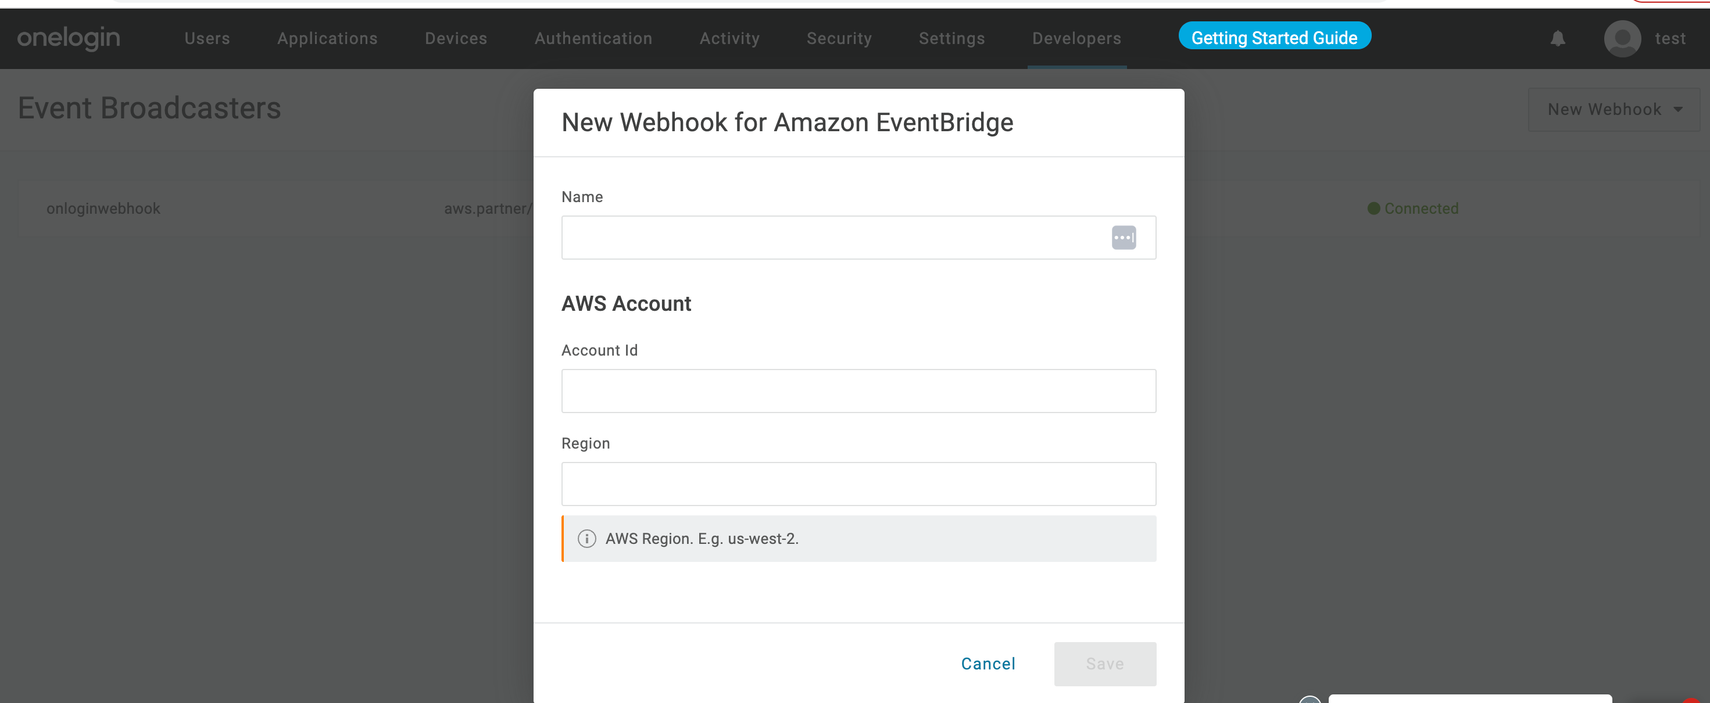 onelogin Users Applications Devices Authentication Activity Security Settings Developers Getting Started Guide test
Event Broadcasters
New Webhook
onloginwebhook aws.partner/ Connected
New Webhook for Amazon EventBridge
Name
AWS Account
Account Id
Region
AWS Region. E.g. us-west-2.
Cancel Save